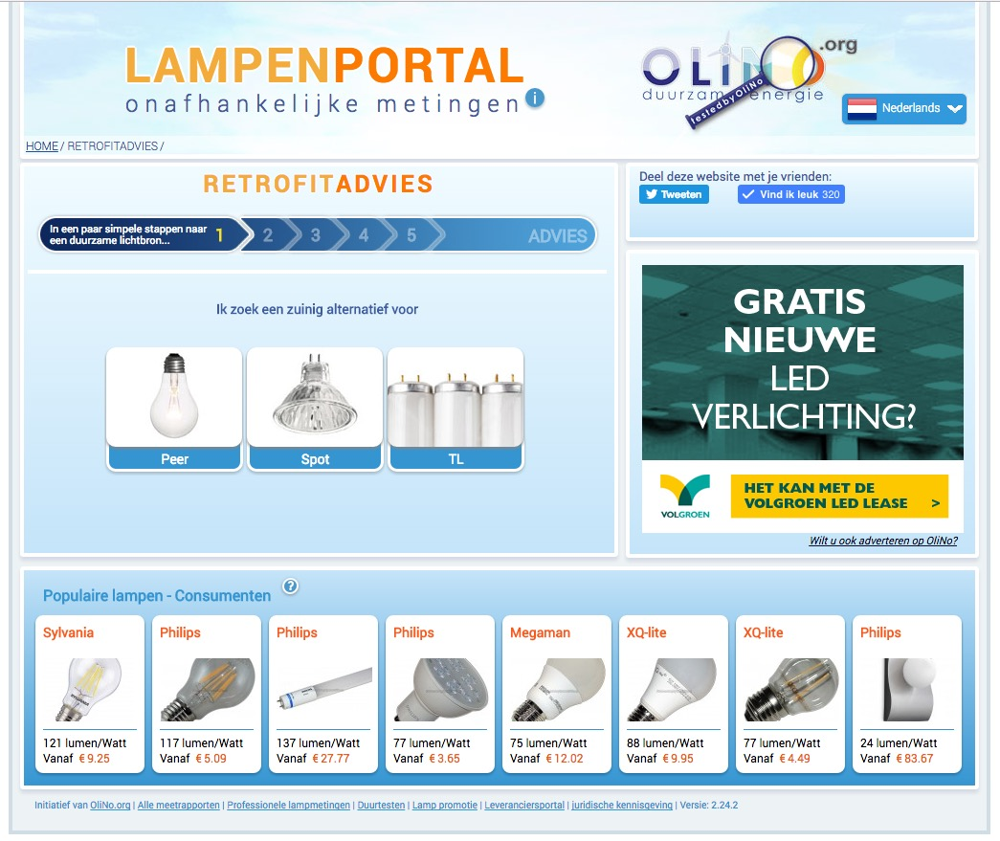 LAMPENPORTAL
onafhankelijke metingen i
OLiNO.org
duurzame energie
testedbyOliNo
Nederlands
HOME / RETROFITADVIES /
RETROFITADVIES
In een paar simpele stappen naar
een duurzame lichtbron... 1 2 3 4 5 ADVIES
Ik zoek een zuinig alternatief voor
Peer Spot TL
Deel deze website met je vrienden:
Tweeten Vind ik leuk 320
GRATIS
NIEUWE
LED
VERLICHTING?
VOLGROEN
HET KAN MET DE
VOLGROEN LED LEASE >
Wilt u ook adverteren op OliNo?
Populaire lampen - Consumenten ?
Sylvania Philips Philips Philips Megaman XQ-lite XQ-lite Philips
121 lumen/Watt 117 lumen/Watt 137 lumen/Watt 77 lumen/Watt 75 lumen/Watt 88 lumen/Watt 77 lumen/Watt 24 lumen/Watt
Vanaf € 9.25 Vanaf € 5.09 Vanaf € 27.77 Vanaf € 3.65 Vanaf € 12.02 Vanaf € 9.95 Vanaf € 4.49 Vanaf € 83.67
Initiatief van OliNo.org | Alle meetrapporten | Professionele lampmetingen | Duurtesten | Lamp promotie | Leveranciersportal | juridische kennisgeving | Versie: 2.24.2